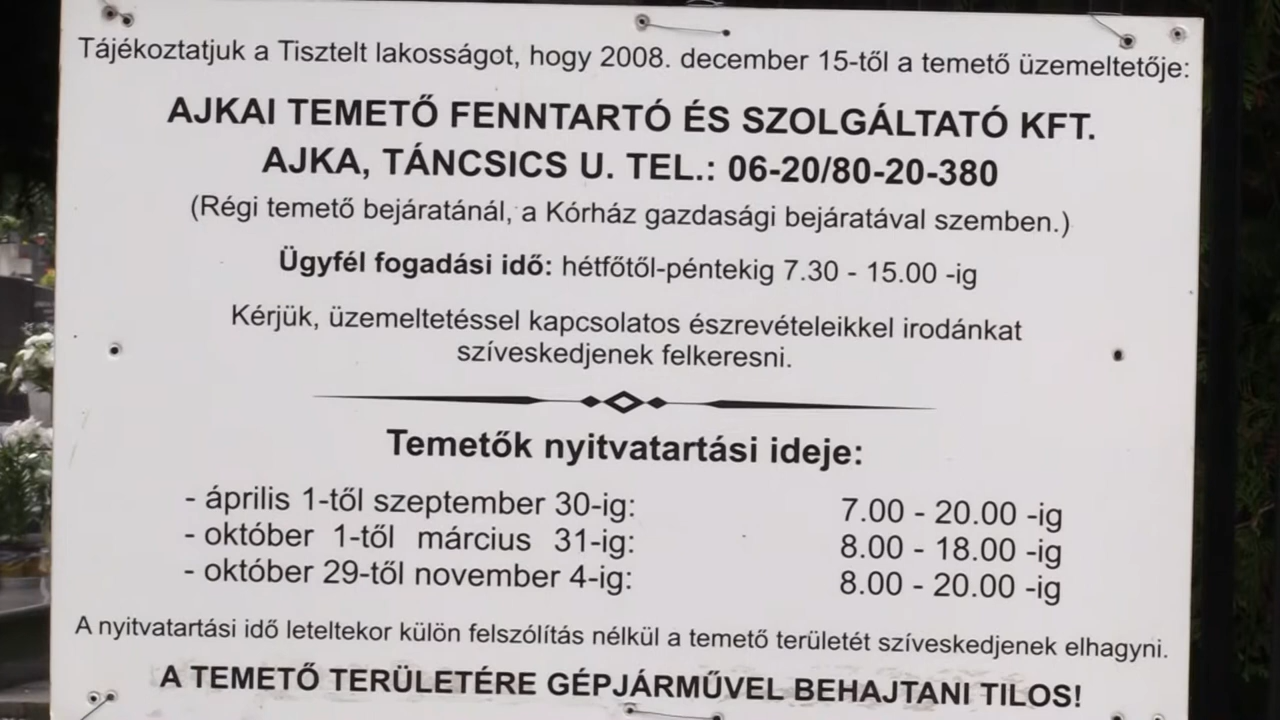 Tájékoztatjuk a Tisztelt lakosságot, hogy 2008. december 15-től a temető üzemeltetője:
AJKAI TEMETŐ FENNTARTÓ ÉS SZOLGÁLTATÓ KFT.
AJKA, TÁNCSICS U. TEL.: 06-20/80-20-380
(Régi temető bejáratánál, a Kórház gazdasági bejáratával szemben.)
Ügyfél fogadási idő: hétfőtől-péntekig 7.30 - 15.00 -ig
Kérjük, üzemeltetéssel kapcsolatos észrevételeikkel irodánkat
szíveskedjenek felkeresni.
Temetők nyitvatartási ideje:
- április 1-től szeptember 30-ig: 7.00 - 20.00 -ig
- október 1-től március 31-ig: 8.00 - 18.00 -ig
- október 29-től november 4-ig: 8.00 - 20.00 -ig
A nyitvatartási idő leteltekor külön felszólítás nélkül a temető területét szíveskedjenek elhagyni.
A TEMETŐ TERÜLETÉRE GÉPJÁRMŰVEL BEHAJTANI TILOS!